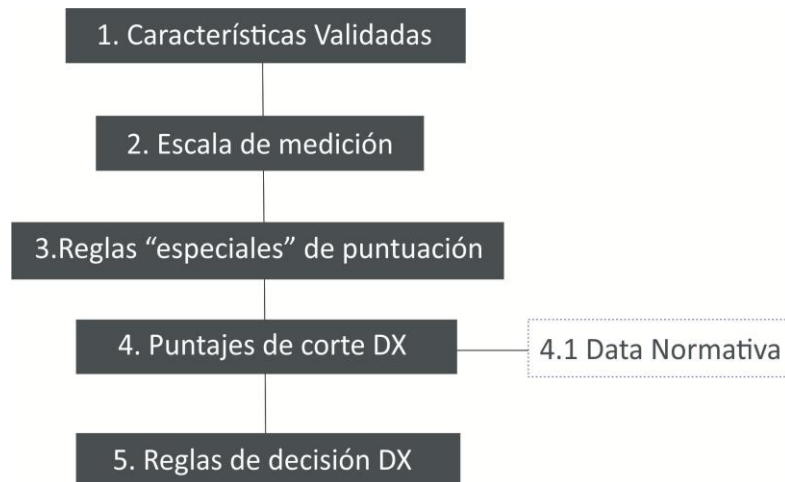 1. Características Validadas
2. Escala de medición
3.Reglas “especiales” de puntuación
4. Puntajes de corte DX
4.1 Data Normativa
5. Reglas de decisión DX